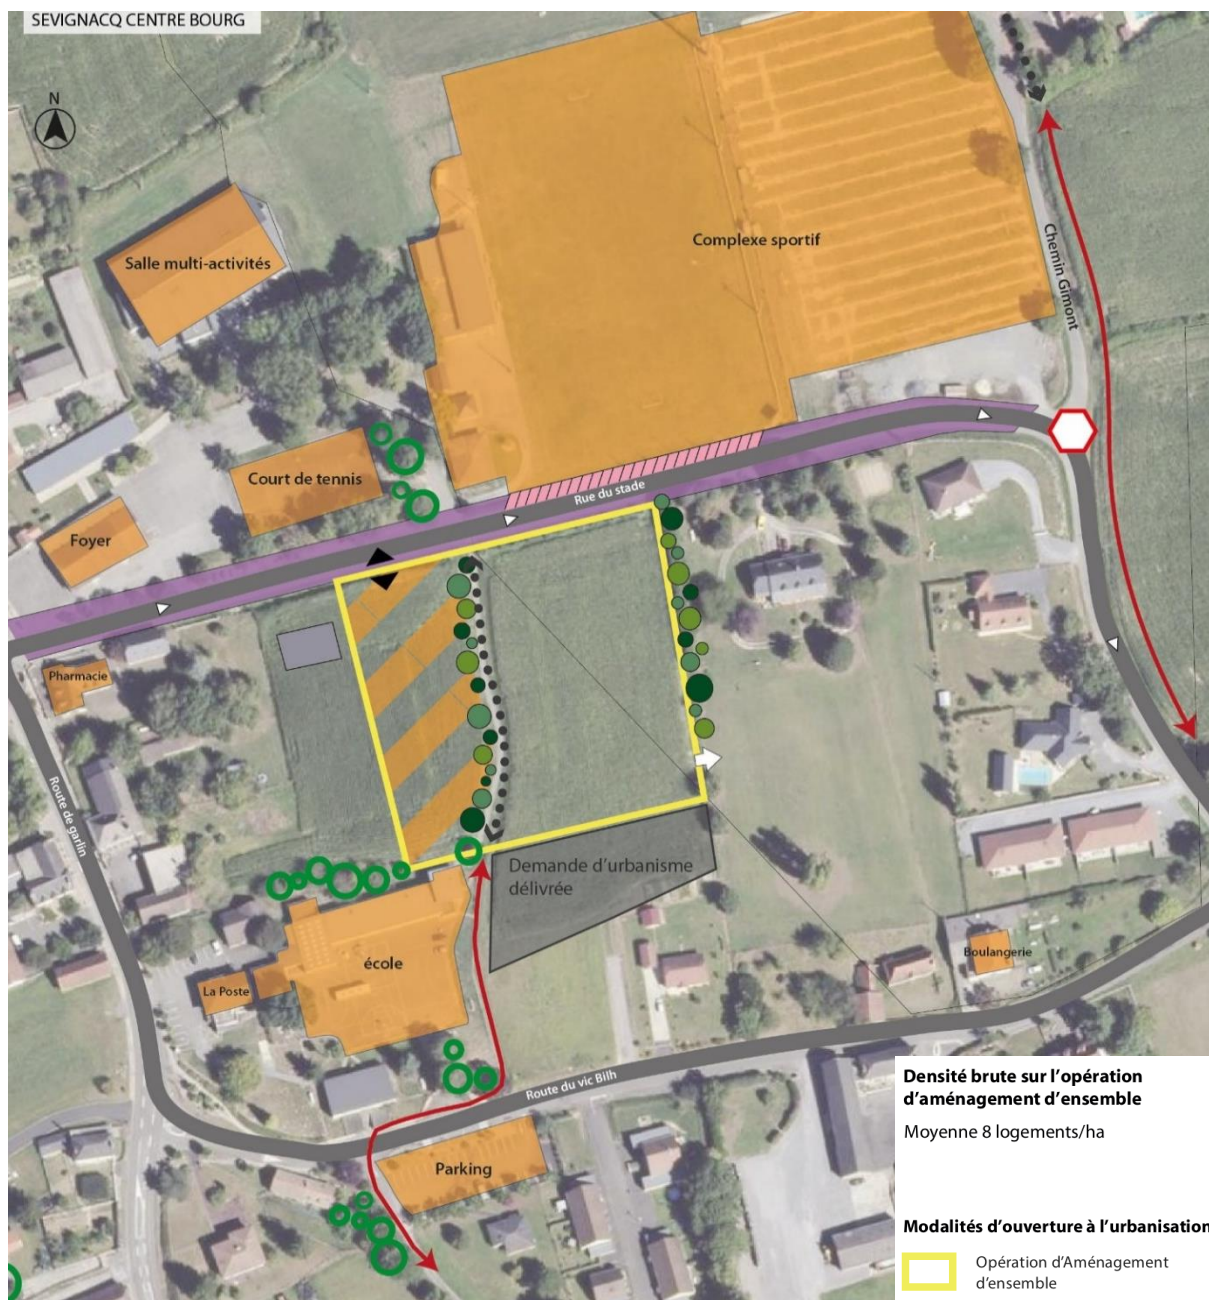 SEVIGNACQ CENTRE BOURG
N
Salle multi-activités
Complexe sportif
Chemin Gimont
Court de tennis
Rue du stade
Foyer
Pharmacie
Route de garlin
Demande d'urbanisme
délivrée
école
La Poste
Boulangerie
Route du vic Bilh
Parking
Densité brute sur l'opération
d'aménagement d'ensemble
Moyenne 8 logements/ha
Modalités d'ouverture à l'urbanisation
Opération d'Aménagement
d'ensemble